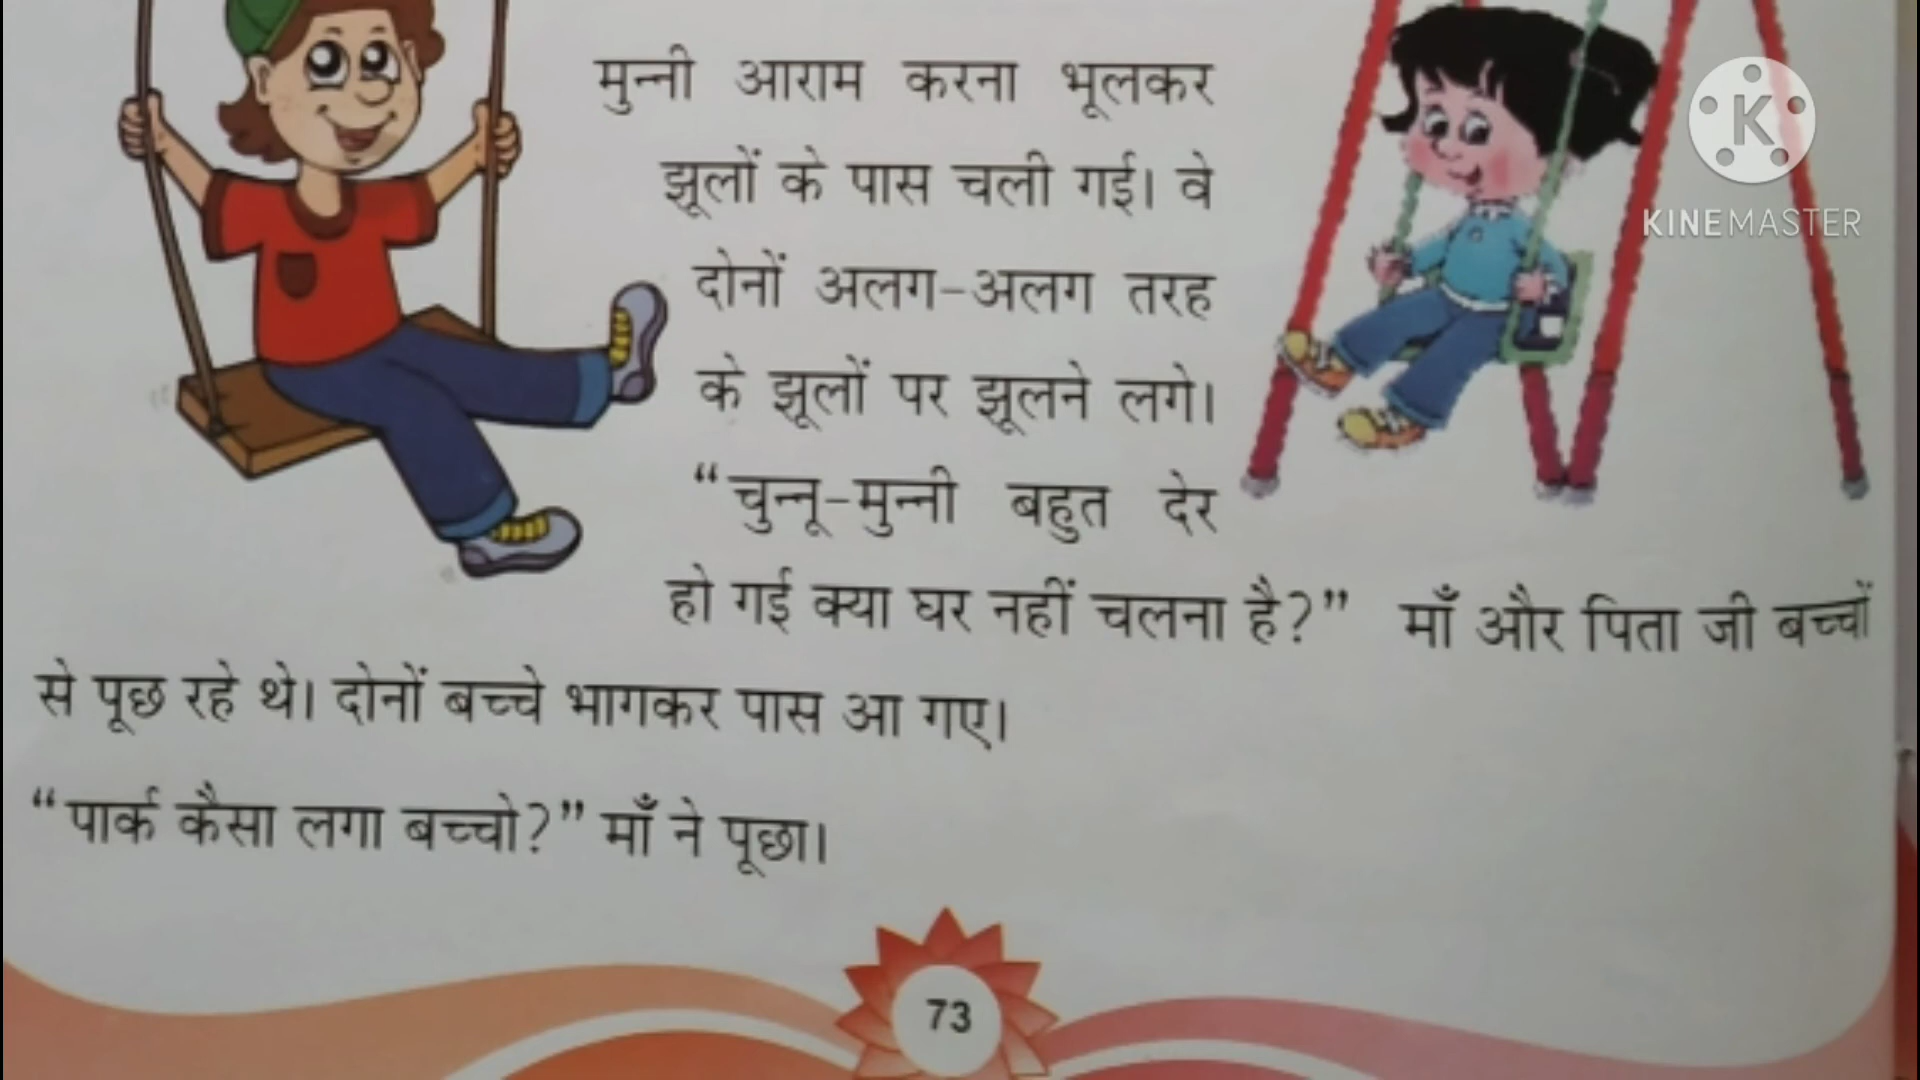 मुन्नी आराम करना भूलकर
झूलों के पास चली गई। वे
दोनों अलग-अलग तरह
के झूलों पर झूलने लगे।
“चुन्नू-मुन्नी बहुत देर
हो गई क्या घर नहीं चलना है?” माँ और पिता जी बच्चों
से पूछ रहे थे। दोनों बच्चे भागकर पास आ गए।
“पार्क कैसा लगा बच्चो?” माँ ने पूछा।
73
K
KINEMASTER